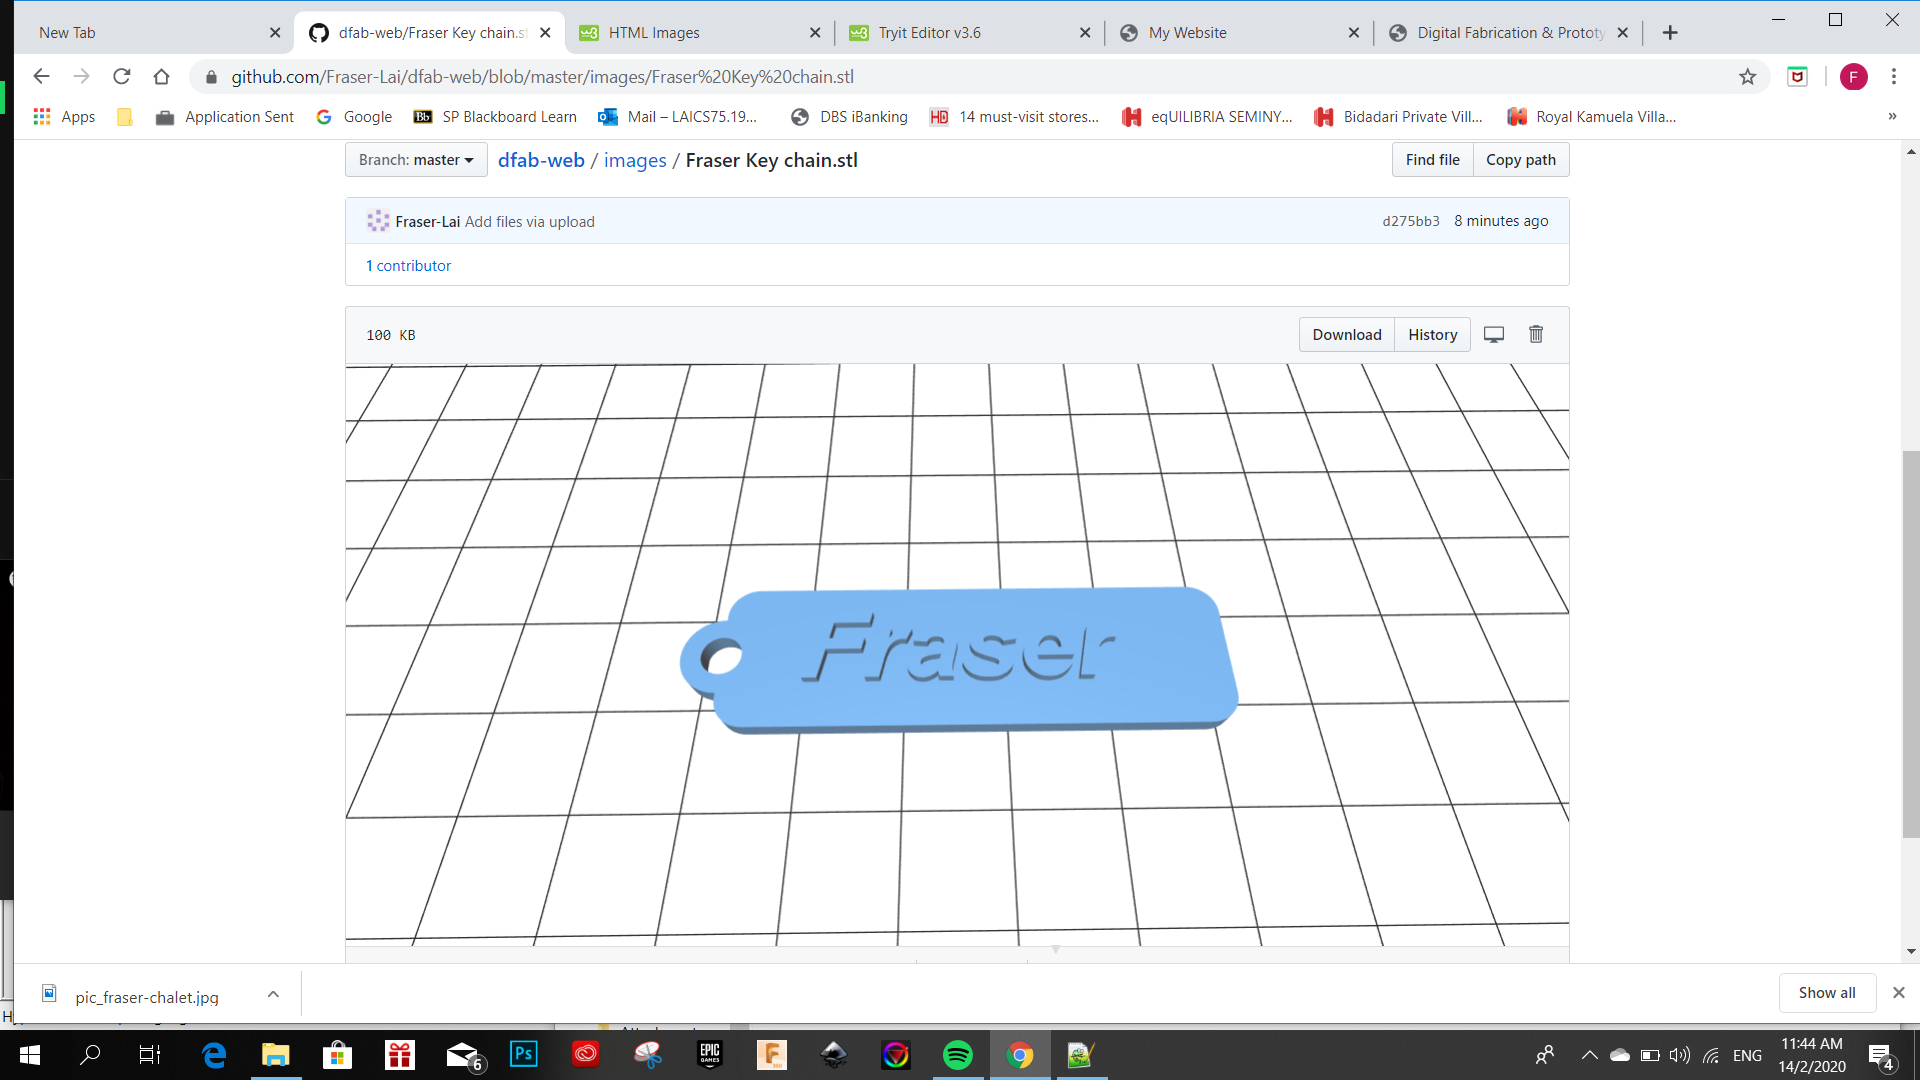 New Tab
dfab-web/Fraser Key chain.st
HTML Images
Tryit Editor v3.6
My Website
Digital Fabrication & Prototy
github.com/Fraser-Lai/dfab-web/blob/master/images/Fraser%20Key%20chain.stl
F
Apps
Application Sent
Google
Bb SP Blackboard Learn
Mail – LAICS75.19...
DBS iBanking
HD 14 must-visit stores...
eqUILIBRIA SEMINY...
Bidadari Private Vill...
Royal Kamuela Villa...
»
Branch: master
dfab-web / images / Fraser Key chain.stl
Find file
Copy path
Fraser-Lai Add files via upload
d275bb3 8 minutes ago
1 contributor
100 KB
Download
History
Fraser
pic_fraser-chalet.jpg
Show all
6
Ps
EPIC
GAMES
ENG
11:44 AM
14/2/2020
4